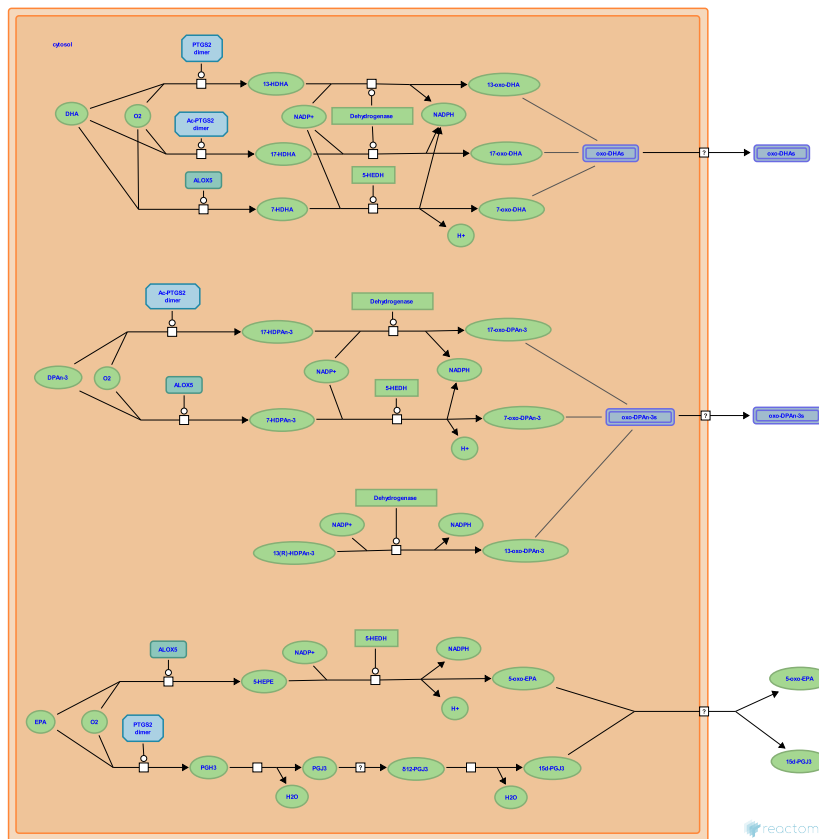 cytosol
PTGS2
dimer
13-HDHA
13-oxo-DHA
DHA
O2
NADP+
Dehydrogenase
NADPH
Ac-PTGS2
dimer
17-HDHA
17-oxo-DHA
oxo-DHAs
?
oxo-DHAs
ALOX5
5-HEDH
7-HDHA
7-oxo-DHA
H+
Ac-PTGS2
dimer
Dehydrogenase
17-HDPAn-3
17-oxo-DPAn-3
DPAn-3
O2
NADP+
NADPH
ALOX5
5-HEDH
7-HDPAn-3
7-oxo-DPAn-3
oxo-DPAn-3s
?
oxo-DPAn-3s
H+
Dehydrogenase
NADP+
NADPH
13(R)-HDPAn-3
13-oxo-DPAn-3
ALOX5
NADP+
5-HEDH
NADPH
5-HEPE
5-oxo-EPA
5-oxo-EPA
H+
EPA
O2
PTGS2
dimer
?
PGH3
PGJ3
?
δ12-PGJ3
15d-PGJ3
15d-PGJ3
H2O
H2O
reactom